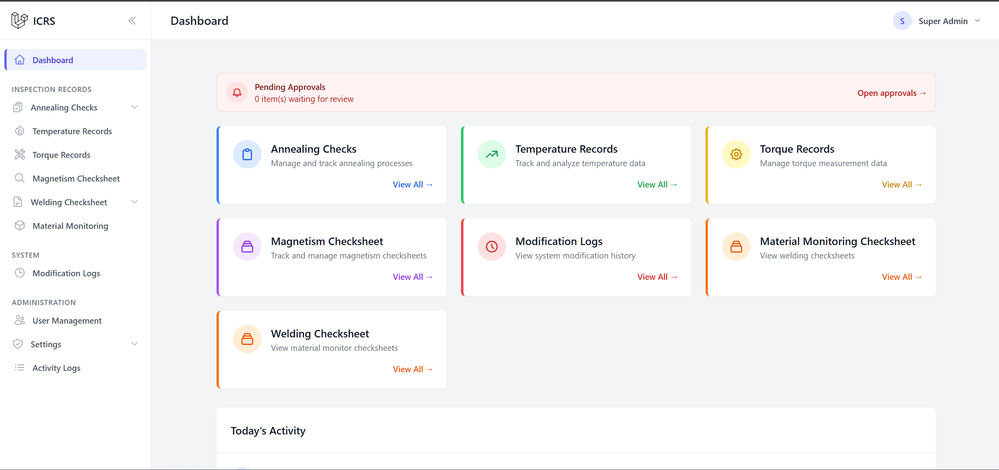 ICRS
Dashboard
INSPECTION RECORDS
Annealing Checks
Temperature Records
Torque Records
Magnetism Checksheet
Welding Checksheet
Material Monitoring
SYSTEM
Modification Logs
ADMINISTRATION
User Management
Settings
Activity Logs
Dashboard
S
Super Admin
Pending Approvals
0 item(s) waiting for review
Open approvals →
Annealing Checks
Manage and track annealing processes
View All →
Temperature Records
Track and analyze temperature data
View All →
Torque Records
Manage torque measurement data
View All →
Magnetism Checksheet
Track and manage magnetism checksheets
View All →
Modification Logs
View system modification history
View All →
Material Monitoring Checksheet
View welding checksheets
View All →
Welding Checksheet
View material monitor checksheets
View All →
Today's Activity